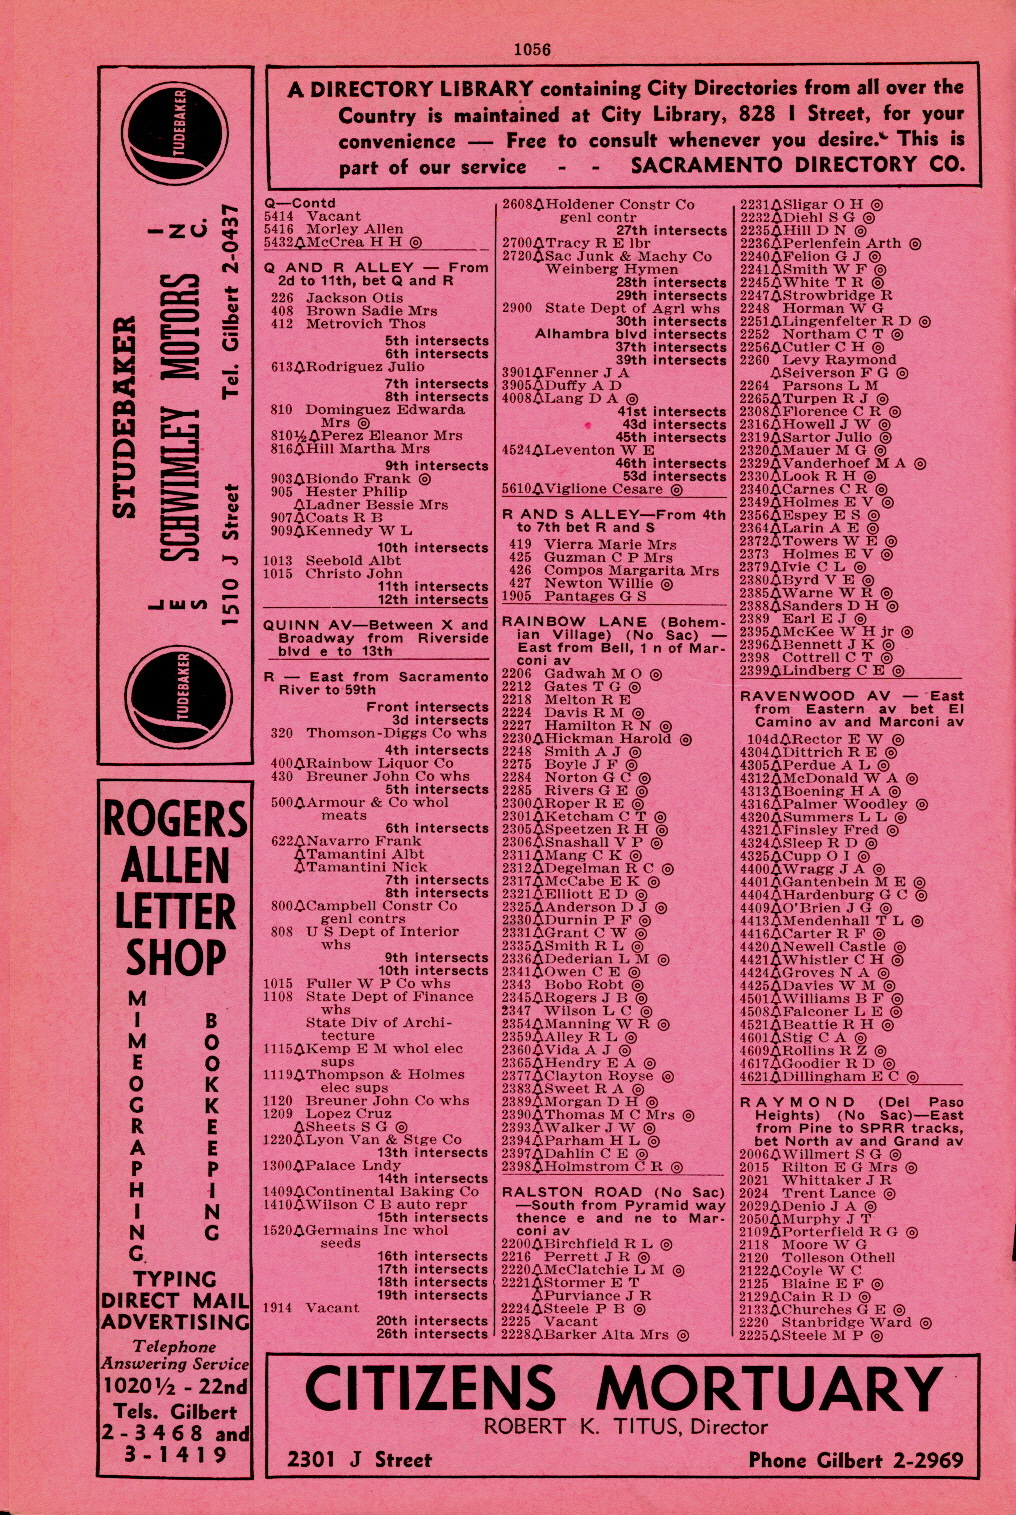 1056
A DIRECTORY LIBRARY containing City Directories from all over the
Country is maintained at City Library, 828 I Street, for your
convenience — Free to consult whenever you desire. This is
part of our service - - SACRAMENTO DIRECTORY CO.
STUDEBAKER
LES SCHWIMLEY MOTORS INC.
1510 J Street Tel. Gilbert 2-0437
STUDEBAKER
STUDEBAKER
ROGERS
ALLEN
LETTER
SHOP
MIMEOGRAPHING
BOOKKEEPING
TYPING
DIRECT MAIL
ADVERTISING
Telephone
Answering Service
1020½ - 22nd
Tels. Gilbert
2-3468 and
3-1419
Q—Contd
5414 Vacant
5416 Morley Allen
5432△McCrea H H ◎
Q AND R ALLEY — From
2d to 11th, bet Q and R
226 Jackson Otis
408 Brown Sadie Mrs
412 Metrovich Thos
5th intersects
6th intersects
613△Rodriguez Julio
7th intersects
8th intersects
810 Dominguez Edwarda
Mrs ◎
810½△Perez Eleanor Mrs
816△Hill Martha Mrs
9th intersects
903△Biondo Frank ◎
905 Hester Philip
△Ladner Bessie Mrs
907△Coats R B
909△Kennedy W L
10th intersects
1013 Seebold Albt
1015 Christo John
11th intersects
12th intersects
QUINN AV—Between X and
Broadway from Riverside
blvd e to 13th
R — East from Sacramento
River to 59th
Front intersects
3d intersects
320 Thomson-Diggs Co whs
4th intersects
400△Rainbow Liquor Co
430 Breuner John Co whs
5th intersects
500△Armour & Co whol
meats
6th intersects
622△Navarro Frank
△Tamantini Albt
△Tamantini Nick
7th intersects
8th intersects
800△Campbell Constr Co
genl contrs
808 U S Dept of Interior
whs
9th intersects
10th intersects
1015 Fuller W P Co whs
1108 State Dept of Finance
whs
State Div of Archi-
tecture
1115△Kemp E M whol elec
sups
1119△Thompson & Holmes
elec sups
1120 Breuner John Co whs
1209 Lopez Cruz
△Sheets S G ◎
1220△Lyon Van & Stge Co
13th intersects
1300△Palace Lndy
14th intersects
1409△Continental Baking Co
1410△Wilson C B auto repr
15th intersects
1520△Germains Inc whol
seeds
16th intersects
17th intersects
18th intersects
19th intersects
1914 Vacant
20th intersects
26th intersects
2608△Holdener Constr Co
genl contr
27th intersects
2700△Tracy R E lbr
2720△Sac Junk & Machy Co
Weinberg Hymen
28th intersects
29th intersects
2900 State Dept of Agrl whs
30th intersects
Alhambra blvd intersects
37th intersects
39th intersects
3901△Fenner J A
3905△Duffy A D
4008△Lang D A ◎
41st intersects
43d intersects
45th intersects
4524△Leventon W E
46th intersects
53d intersects
5610△Viglione Cesare ◎
R AND S ALLEY—From 4th
to 7th bet R and S
419 Vierra Marie Mrs
425 Guzman C P Mrs
426 Compos Margarita Mrs
427 Newton Willie ◎
1905 Pantages G S
RAINBOW LANE (Bohem-
ian Village) (No Sac) —
East from Bell, 1 n of Mar-
coni av
2206 Gadwah M O ◎
2212 Gates T G ◎
2218 Melton R E
2224 Davis R M ◎
2227 Hamilton R N ◎
2230△Hickman Harold ◎
2248 Smith A J ◎
2275 Boyle J F ◎
2284 Norton G C ◎
2285 Rivers G E ◎
2300△Roper R E ◎
2301△Ketcham C T ◎
2305△Speetzen R H ◎
2306△Snashall V P ◎
2311△Mang C K ◎
2312△Degelman R C ◎
2317△McCabe E K ◎
2321△Elliott E D ◎
2325△Anderson D J ◎
2330△Durnin P F ◎
2331△Grant C W ◎
2335△Smith R L ◎
2336△Dederian L M ◎
2341△Owen C E ◎
2343 Bobo Robt ◎
2345△Rogers J B ◎
2347 Wilson L C ◎
2354△Manning W R ◎
2359△Alley R L ◎
2360△Vida A J ◎
2365△Hendry E A ◎
2377△Clayton Royse ◎
2383△Sweet R A ◎
2389△Morgan D H ◎
2390△Thomas M C Mrs ◎
2393△Walker J W ◎
2394△Parham H L ◎
2397△Dahlin C E ◎
2398△Holmstrom C R ◎
RALSTON ROAD (No Sac)
—South from Pyramid way
thence e and ne to Mar-
coni av
2200△Birchfield R L ◎
2216 Perrett J R ◎
2220△McClatchie L M ◎
2221△Stormer E T
△Purviance J R
2224△Steele P B ◎
2225 Vacant
2228△Barker Alta Mrs ◎
2231△Sligar O H ◎
2232△Diehl S G ◎
2235△Hill D N ◎
2236△Perlenfein Arth ◎
2240△Felion G J ◎
2241△Smith W F ◎
2245△White T R ◎
2247△Strowbridge R
2248 Horman W G
2251△Lingenfelter R D ◎
2252 Northam C T ◎
2256△Cutler C H ◎
2260 Levy Raymond
△Seiverson F G ◎
2264 Parsons L M
2265△Turpen R J ◎
2308△Florence C R ◎
2316△Howell J W ◎
2319△Sartor Julio ◎
2320△Mauer M G ◎
2329△Vanderhoef M A ◎
2330△Look R H ◎
2340△Carnes C R ◎
2349△Holmes E V ◎
2356△Espey E S ◎
2364△Larin A E ◎
2372△Towers W E ◎
2373 Holmes E V ◎
2379△Ivie C L ◎
2380△Byrd V E ◎
2385△Warne W R ◎
2388△Sanders D H ◎
2389 Earl E J ◎
2395△McKee W H jr ◎
2396△Bennett J K ◎
2398 Cottrell C T ◎
2399△Lindberg C E ◎
RAVENWOOD AV — East
from Eastern av bet El
Camino av and Marconi av
104d△Rector E W ◎
4304△Dittrich R E ◎
4305△Perdue A L ◎
4312△McDonald W A ◎
4313△Boening H A ◎
4316△Palmer Woodley ◎
4320△Summers L L ◎
4321△Finsley Fred ◎
4324△Sleep R D ◎
4325△Cupp O I ◎
4400△Wragg J A ◎
4401△Gantenbein M E ◎
4404△Hardenburg G C ◎
4409△O'Brien J G ◎
4413△Mendenhall T L ◎
4416△Carter R F ◎
4420△Newell Castle ◎
4421△Whistler C H ◎
4424△Groves N A ◎
4425△Davies W M ◎
4501△Williams B F ◎
4508△Falconer L E ◎
4521△Beattie R H ◎
4601△Stig C A ◎
4609△Rollins R Z ◎
4617△Goodier R D ◎
4621△Dillingham E C ◎
RAYMOND (Del Paso
Heights) (No Sac)—East
from Pine to SPRR tracks,
bet North av and Grand av
2006△Willmert S G ◎
2015 Rilton E G Mrs ◎
2021 Whittaker J R
2024 Trent Lance ◎
2029△Denio J A ◎
2050△Murphy J T
2109△Porterfield R G ◎
2118 Moore W G
2120 Tolleson Othell
2122△Coyle W C
2125 Blaine E F ◎
2129△Cain R D ◎
2133△Churches G E ◎
2220 Stanbridge Ward ◎
2225△Steele M P ◎
CITIZENS MORTUARY
ROBERT K. TITUS, Director
2301 J Street Phone Gilbert 2-2969